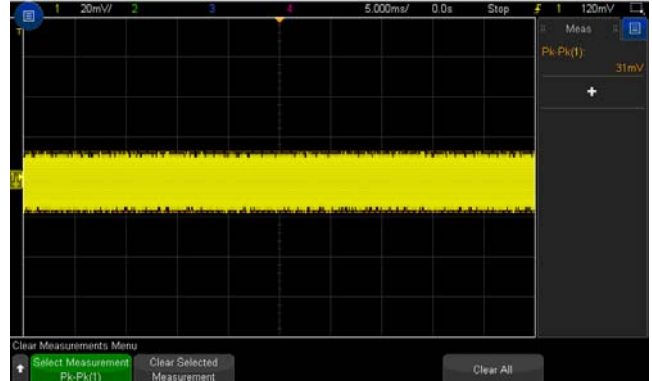 1 20mV/ 2 3 4 5.000ms/ 0.0s Stop 1 120mV
T
Meas
Pk-Pk(1):
31mV
Clear Measurements Menu
Select Measurement Clear Selected Clear All
Pk-Pk(1) Measurement